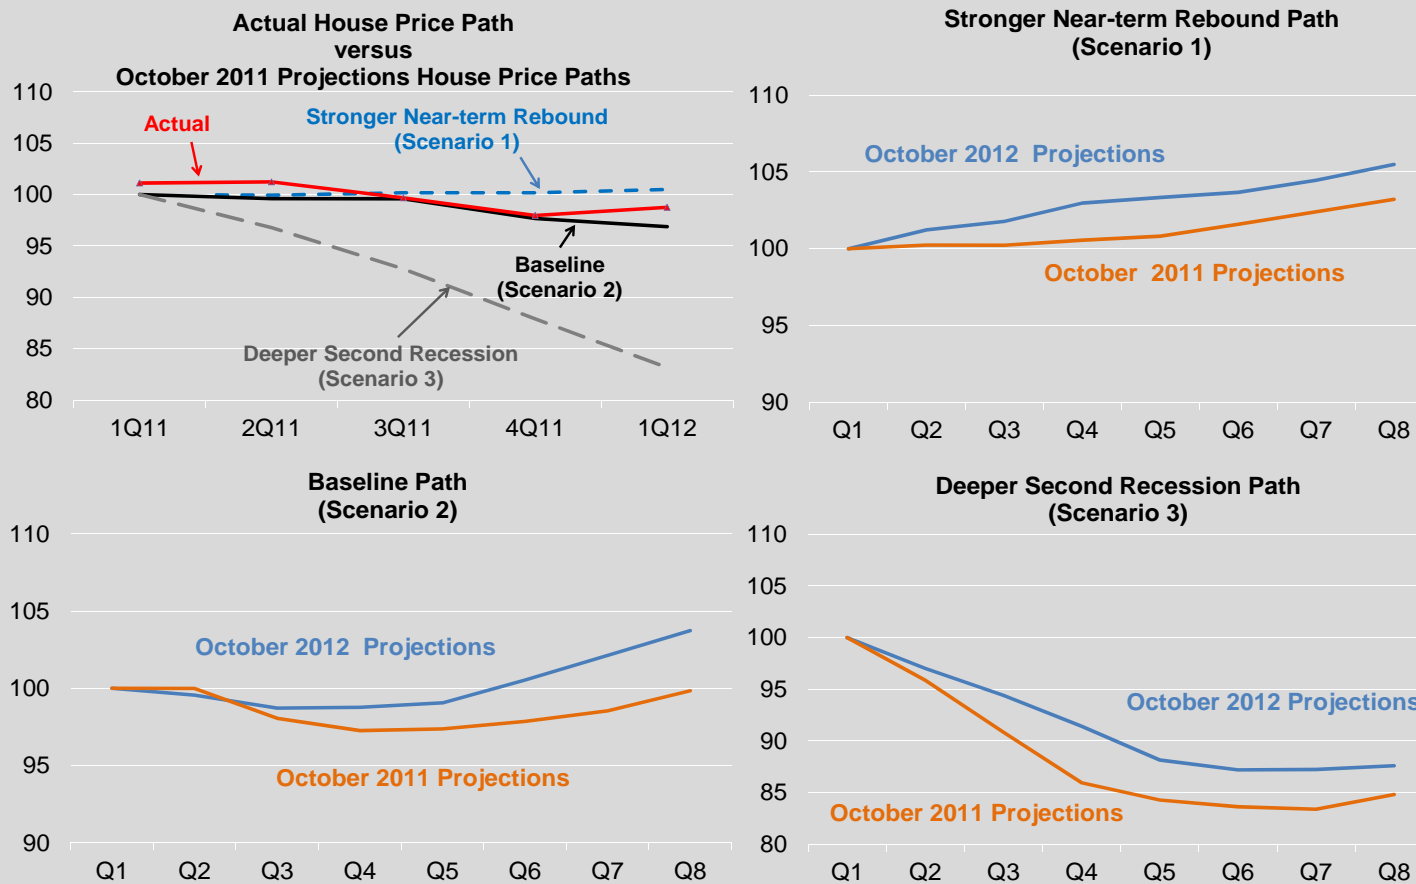 Actual House Price Path
versus
October 2011 Projections House Price Paths
110
105
100
95
90
85
80
Actual
Stronger Near-term Rebound
(Scenario 1)
Baseline
(Scenario 2)
Deeper Second Recession
(Scenario 3)
1Q11 2Q11 3Q11 4Q11 1Q12
Stronger Near-term Rebound Path
(Scenario 1)
110
105
100
95
90
October 2012 Projections
October 2011 Projections
Q1 Q2 Q3 Q4 Q5 Q6 Q7 Q8
Baseline Path
(Scenario 2)
110
105
100
95
90
October 2012 Projections
October 2011 Projections
Q1 Q2 Q3 Q4 Q5 Q6 Q7 Q8
Deeper Second Recession Path
(Scenario 3)
110
105
100
95
90
85
80
October 2012 Projections
October 2011 Projections
Q1 Q2 Q3 Q4 Q5 Q6 Q7 Q8